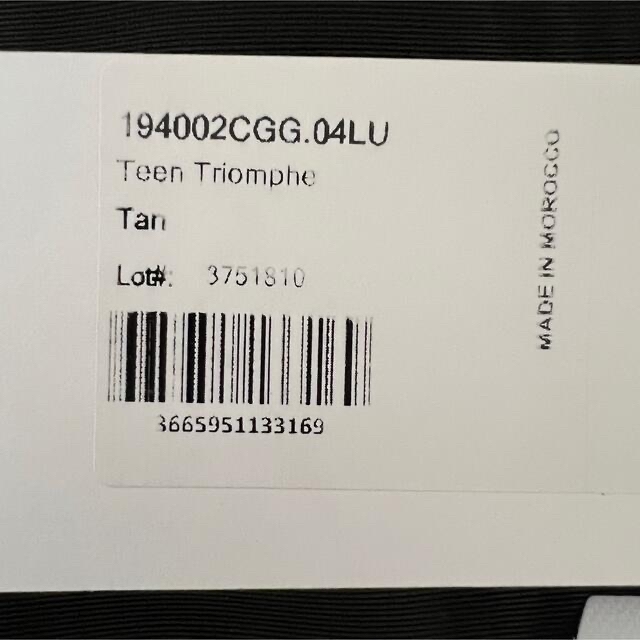 194002CGG.04LU
Teen Triomphe
Tan
Lot#: 3751810
3665951133169
MADE IN MOROCCO